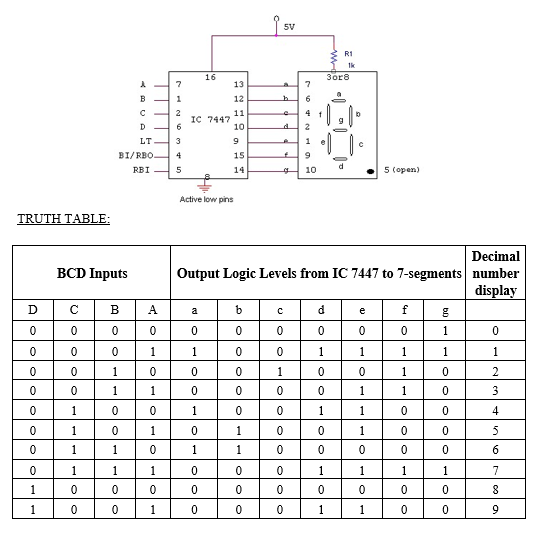 5V
R1
1k
16
3or8
A 7 13 a 7
a
B 1 12 b 6
C 2 IC 7447 11 c 4 f g b
D 6 10 d 2
LT 3 9 e 1 e c
BI/RBO 4 15 f 9
d
RBI 5 14 g 10 5 (open)
8
Active low pins
TRUTH TABLE:
BCD Inputs Output Logic Levels from IC 7447 to 7-segments Decimal number display
D C B A a b c d e f g
0 0 0 0 0 0 0 0 0 0 1 0
0 0 0 1 1 0 0 1 1 1 1 1
0 0 1 0 0 0 1 0 0 1 0 2
0 0 1 1 0 0 0 0 1 1 0 3
0 1 0 0 1 0 0 1 1 0 0 4
0 1 0 1 0 1 0 0 1 0 0 5
0 1 1 0 1 1 0 0 0 0 0 6
0 1 1 1 0 0 0 1 1 1 1 7
1 0 0 0 0 0 0 0 0 0 0 8
1 0 0 1 0 0 0 1 1 0 0 9